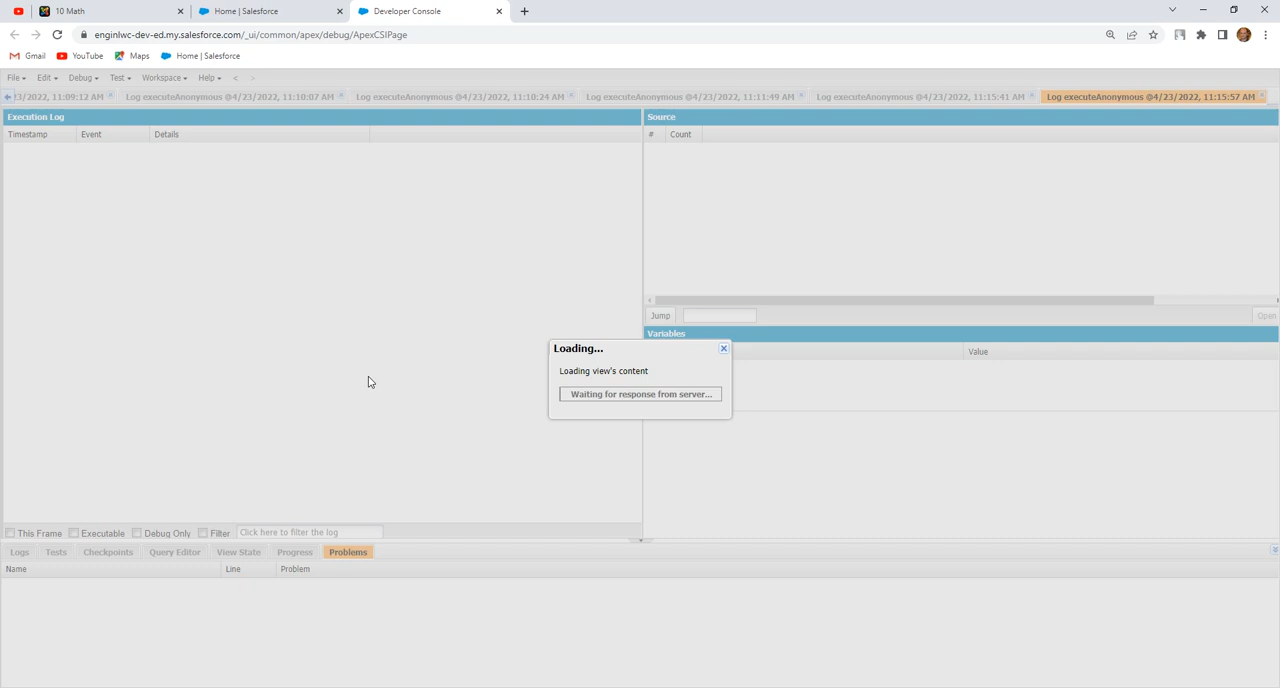 10 Math
Home | Salesforce
Developer Console
enginlwc-dev-ed.my.salesforce.com/_ui/common/apex/debug/ApexCSIPage
Gmail YouTube Maps Home | Salesforce
File Edit Debug Test Workspace Help < >
23/2022, 11:09:12 AM Log executeAnonymous @4/23/2022, 11:10:07 AM Log executeAnonymous @4/23/2022, 11:10:24 AM Log executeAnonymous @4/23/2022, 11:11:49 AM Log executeAnonymous @4/23/2022, 11:15:41 AM Log executeAnonymous @4/23/2022, 11:15:57 AM
Execution Log
Timestamp Event Details
Source
# Count
Jump
Open
Variables
Value
Loading...
Loading view's content
Waiting for response from server...
This Frame Executable Debug Only Filter Click here to filter the log
Logs Tests Checkpoints Query Editor View State Progress Problems
Name Line Problem